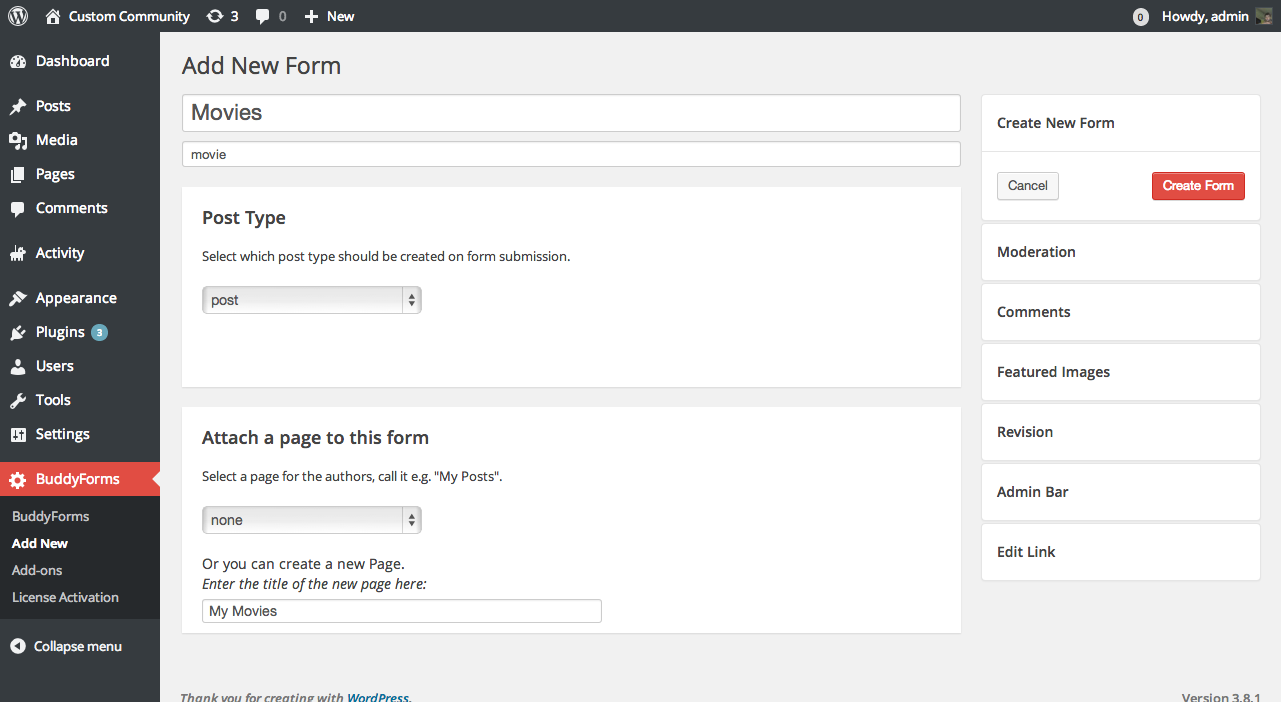 Custom Community 3 0 New 0 Howdy, admin
Dashboard
Posts
Media
Pages
Comments
Activity
Appearance
Plugins 3
Users
Tools
Settings
BuddyForms
BuddyForms
Add New
Add-ons
License Activation
Collapse menu
Add New Form
Movies
movie
Post Type
Select which post type should be created on form submission.
post
Attach a page to this form
Select a page for the authors, call it e.g. "My Posts".
none
Or you can create a new Page.
Enter the title of the new page here:
My Movies
Create New Form
Cancel Create Form
Moderation
Comments
Featured Images
Revision
Admin Bar
Edit Link
Thank you for creating with WordPress. Version 3.8.1